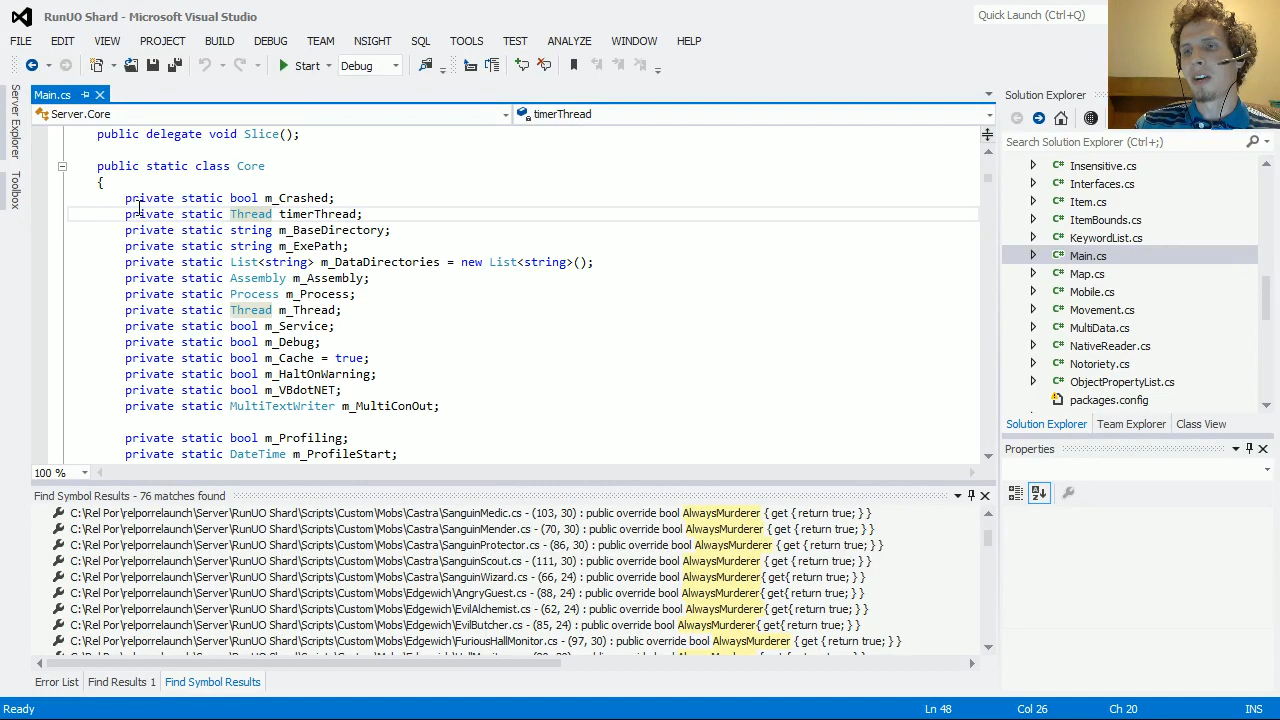 RunUO Shard - Microsoft Visual Studio
Quick Launch (Ctrl+Q)
FILE EDIT VIEW PROJECT BUILD DEBUG TEAM NSIGHT SQL TOOLS TEST ANALYZE WINDOW HELP
Start Debug
Server Explorer
Toolbox
Main.cs
Server.Core timerThread
public delegate void Slice();
public static class Core
{
private static bool m_Crashed;
private static Thread timerThread;
private static string m_BaseDirectory;
private static string m_ExePath;
private static List<string> m_DataDirectories = new List<string>();
private static Assembly m_Assembly;
private static Process m_Process;
private static Thread m_Thread;
private static bool m_Service;
private static bool m_Debug;
private static bool m_Cache = true;
private static bool m_HaltOnWarning;
private static bool m_VBdotNET;
private static MultiTextWriter m_MultiConOut;
private static bool m_Profiling;
private static DateTime m_ProfileStart;
100 %
Solution Explorer
Search Solution Explorer (Ctrl+;)
Insensitive.cs
Interfaces.cs
Item.cs
ItemBounds.cs
KeywordList.cs
Main.cs
Map.cs
Mobile.cs
Movement.cs
MultiData.cs
NativeReader.cs
Notoriety.cs
ObjectPropertyList.cs
packages.config
Solution Explorer Team Explorer Class View
Properties
Find Symbol Results - 76 matches found
C:\Rel Por\relporrelaunch\Server\RunUO Shard\Scripts\Custom\Mobs\Castra\SanguinMedic.cs - (103, 30) : public override bool AlwaysMurderer { get { return true; } }
C:\Rel Por\relporrelaunch\Server\RunUO Shard\Scripts\Custom\Mobs\Castra\SanguinMender.cs - (70, 30) : public override bool AlwaysMurderer { get { return true; } }
C:\Rel Por\relporrelaunch\Server\RunUO Shard\Scripts\Custom\Mobs\Castra\SanguinProtector.cs - (86, 30) : public override bool AlwaysMurderer { get { return true; } }
C:\Rel Por\relporrelaunch\Server\RunUO Shard\Scripts\Custom\Mobs\Castra\SanguinScout.cs - (111, 30) : public override bool AlwaysMurderer { get { return true; } }
C:\Rel Por\relporrelaunch\Server\RunUO Shard\Scripts\Custom\Mobs\Castra\SanguinWizard.cs - (66, 24) : public override bool AlwaysMurderer{ get{ return true; } }
C:\Rel Por\relporrelaunch\Server\RunUO Shard\Scripts\Custom\Mobs\Edgewich\AngryGuest.cs - (88, 24) : public override bool AlwaysMurderer{ get{ return true; } }
C:\Rel Por\relporrelaunch\Server\RunUO Shard\Scripts\Custom\Mobs\Edgewich\EvilAlchemist.cs - (62, 24) : public override bool AlwaysMurderer{ get{ return true; } }
C:\Rel Por\relporrelaunch\Server\RunUO Shard\Scripts\Custom\Mobs\Edgewich\EvilButcher.cs - (85, 24) : public override bool AlwaysMurderer{ get{ return true; } }
C:\Rel Por\relporrelaunch\Server\RunUO Shard\Scripts\Custom\Mobs\Edgewich\FuriousHallMonitor.cs - (97, 30) : public override bool AlwaysMurderer { get { return true; } }
Error List Find Results 1 Find Symbol Results
Ready Ln 48 Col 26 Ch 20 INS